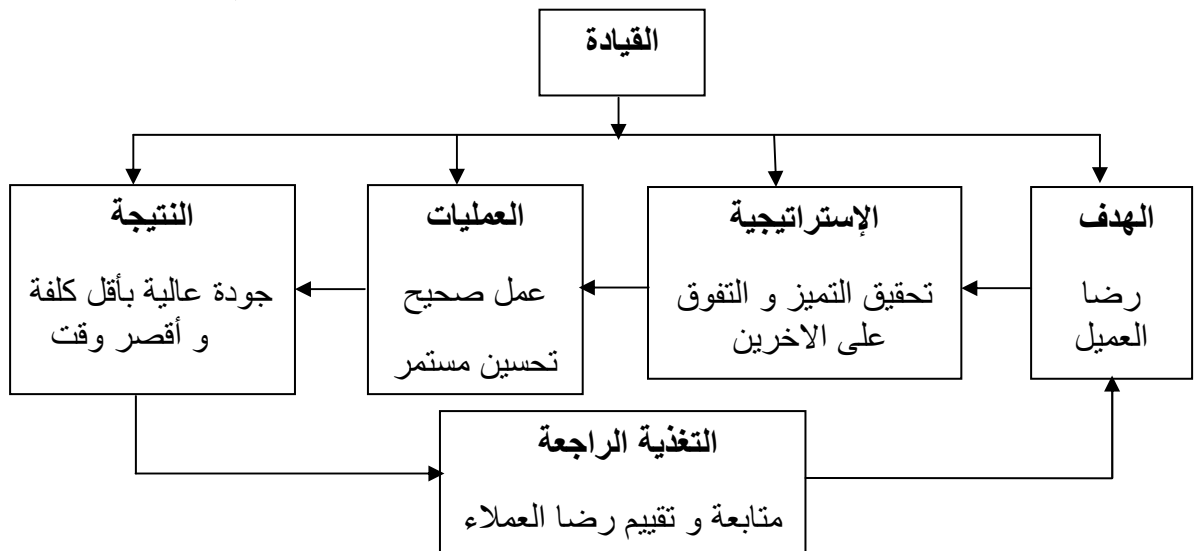 القيادة
الهدف
رضا
العميل
الإستراتيجية
تحقيق التميز و التفوق
على الاخرين
العمليات
عمل صحيح
تحسين مستمر
النتيجة
جودة عالية بأقل كلفة
و أقصر وقت
التغذية الراجعة
متابعة و تقييم رضا العملاء